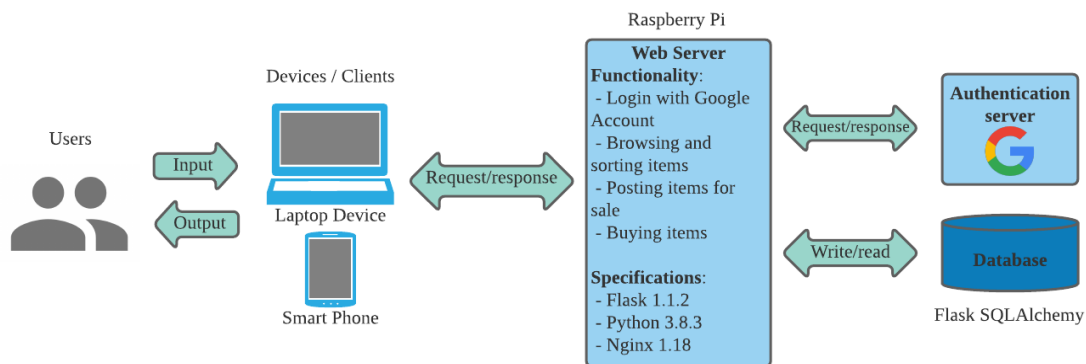 Users
Input
Output
Devices / Clients
Laptop Device
Smart Phone
Request/response
Raspberry Pi
Web Server
Functionality:
- Login with Google
Account
- Browsing and
sorting items
- Posting items for
sale
- Buying items
Specifications:
- Flask 1.1.2
- Python 3.8.3
- Nginx 1.18
Request/response
Write/read
Authentication
server
Database
Flask SQLAlchemy